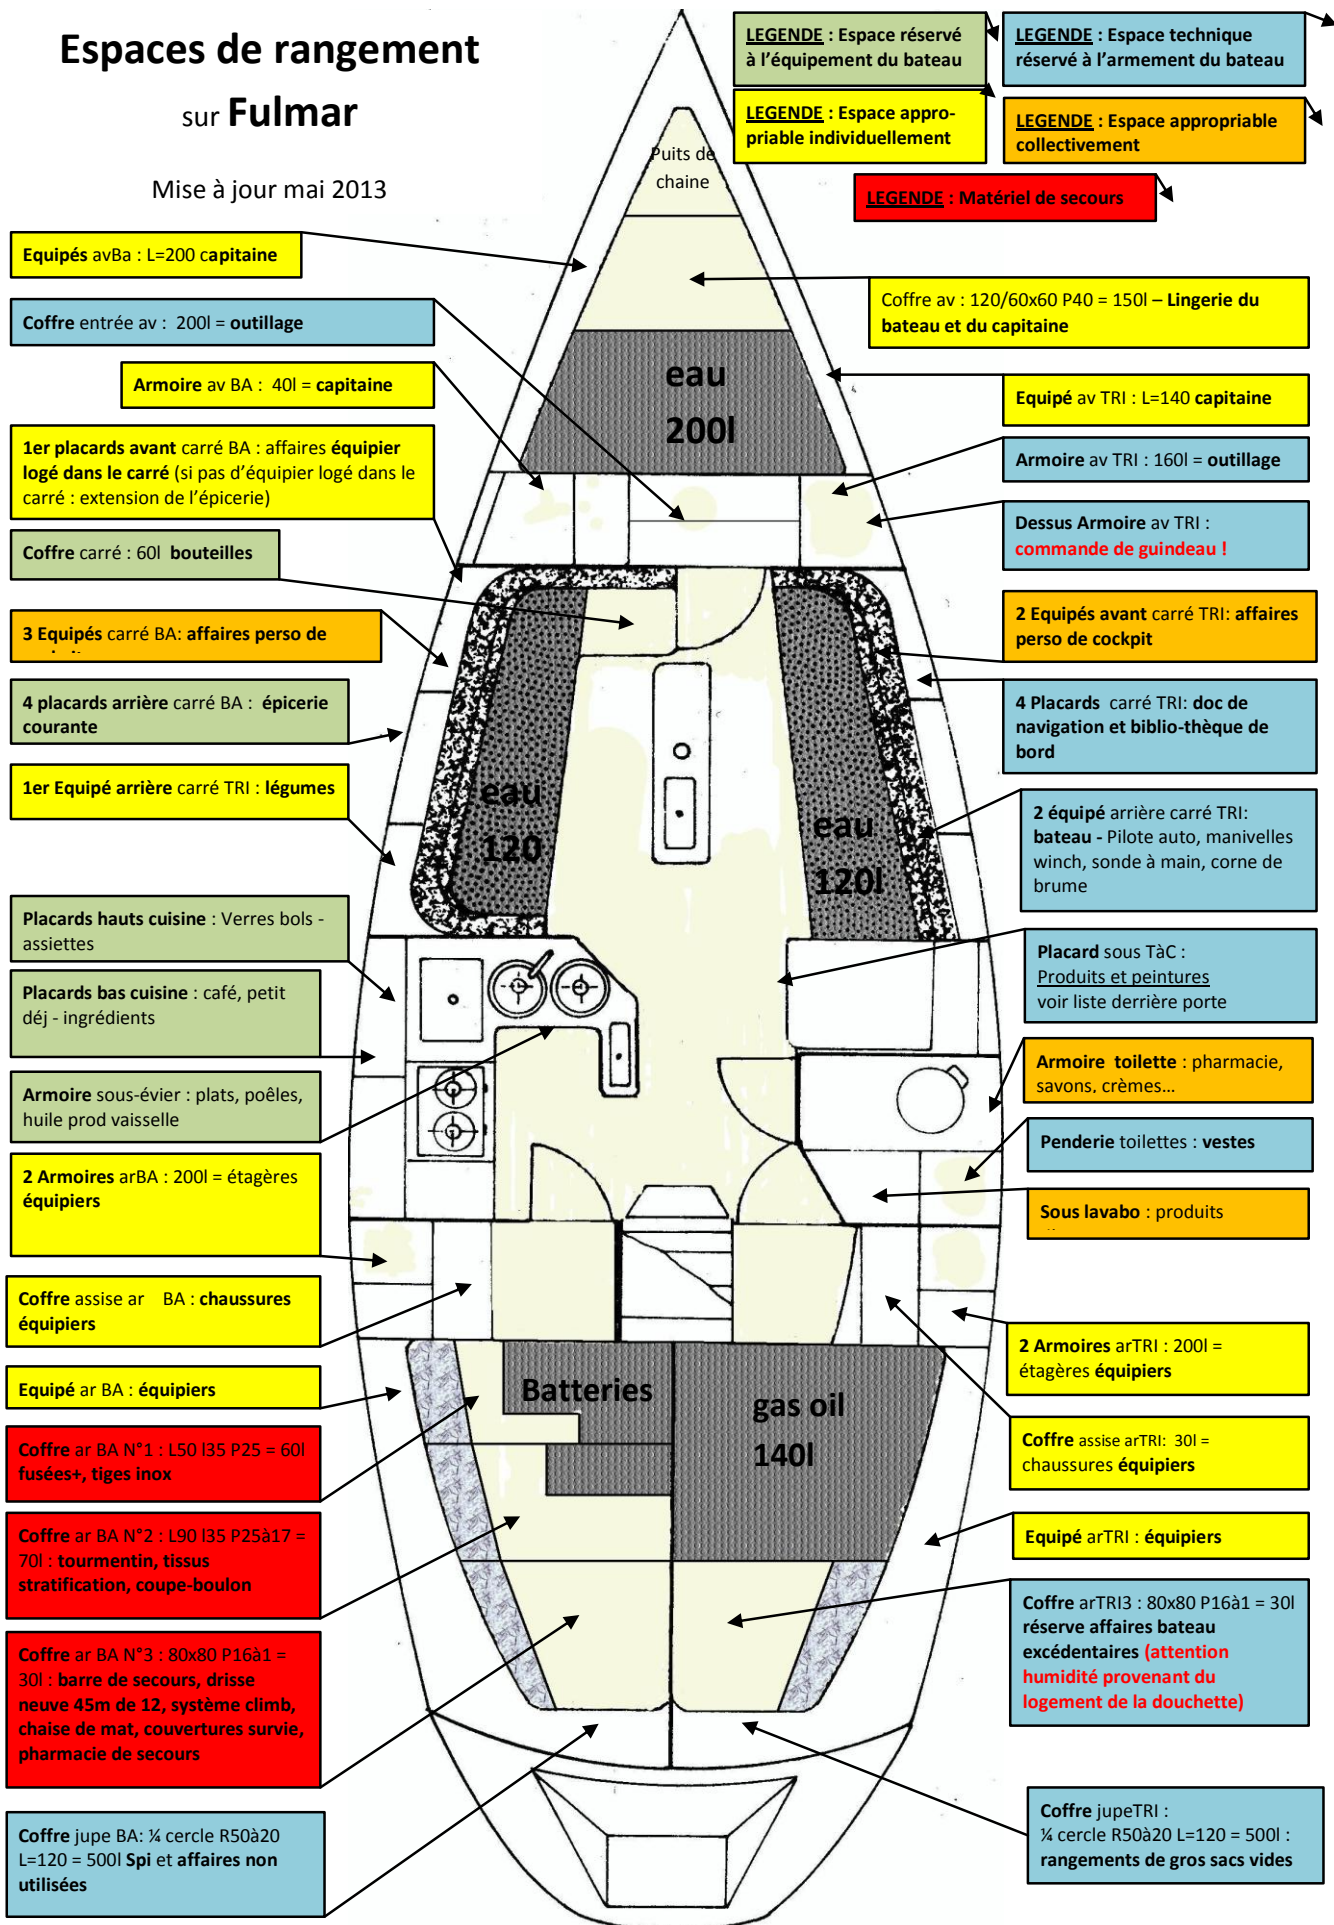 Espaces de rangement
sur Fulmar
Mise à jour mai 2013
LEGENDE : Espace réservé
à l'équipement du bateau
LEGENDE : Espace technique
réservé à l'armement du bateau
LEGENDE : Espace appro-
priable individuellement
LEGENDE : Espace appropriable
collectivement
LEGENDE : Matériel de secours
Puits de
chaine
Equipés avBa : L=200 capitaine
Coffre entrée av : 200l = outillage
Armoire av BA : 40l = capitaine
1er placards avant carré BA : affaires équipier
logé dans le carré (si pas d'équipier logé dans le
carré : extension de l'épicerie)
Coffre carré : 60l bouteilles
3 Equipés carré BA: affaires perso de
4 placards arrière carré BA : épicerie
courante
1er Equipé arrière carré TRI : légumes
Placards hauts cuisine : Verres bols -
assiettes
Placards bas cuisine : café, petit
déj - ingrédients
Armoire sous-évier : plats, poêles,
huile prod vaisselle
2 Armoires arBA : 200l = étagères
équipiers
Coffre assise ar BA : chaussures
équipiers
Equipé ar BA : équipiers
Coffre ar BA N°1 : L50 l35 P25 = 60l
fusées+, tiges inox
Coffre ar BA N°2 : L90 l35 P25à17 =
70l : tourmentin, tissus
stratification, coupe-boulon
Coffre ar BA N°3 : 80x80 P16à1 =
30l : barre de secours, drisse
neuve 45m de 12, système climb,
chaise de mat, couvertures survie,
pharmacie de secours
Coffre jupe BA: ¼ cercle R50à20
L=120 = 500l Spi et affaires non
utilisées
eau
200l
eau
120
eau
120l
Batteries
gas oil
140l
Coffre av : 120/60x60 P40 = 150l – Lingerie du
bateau et du capitaine
Equipé av TRI : L=140 capitaine
Armoire av TRI : 160l = outillage
Dessus Armoire av TRI :
commande de guindeau !
2 Equipés avant carré TRI: affaires
perso de cockpit
4 Placards carré TRI: doc de
navigation et biblio-thèque de
bord
2 équipé arrière carré TRI:
bateau - Pilote auto, manivelles
winch, sonde à main, corne de
brume
Placard sous TàC :
Produits et peintures
voir liste derrière porte
Armoire toilette : pharmacie,
savons, crèmes…
Penderie toilettes : vestes
Sous lavabo : produits
2 Armoires arTRI : 200l =
étagères équipiers
Coffre assise arTRI: 30l =
chaussures équipiers
Equipé arTRI : équipiers
Coffre arTRI3 : 80x80 P16à1 = 30l
réserve affaires bateau
excédentaires (attention
humidité provenant du
logement de la douchette)
Coffre jupeTRI :
¼ cercle R50à20 L=120 = 500l :
rangements de gros sacs vides